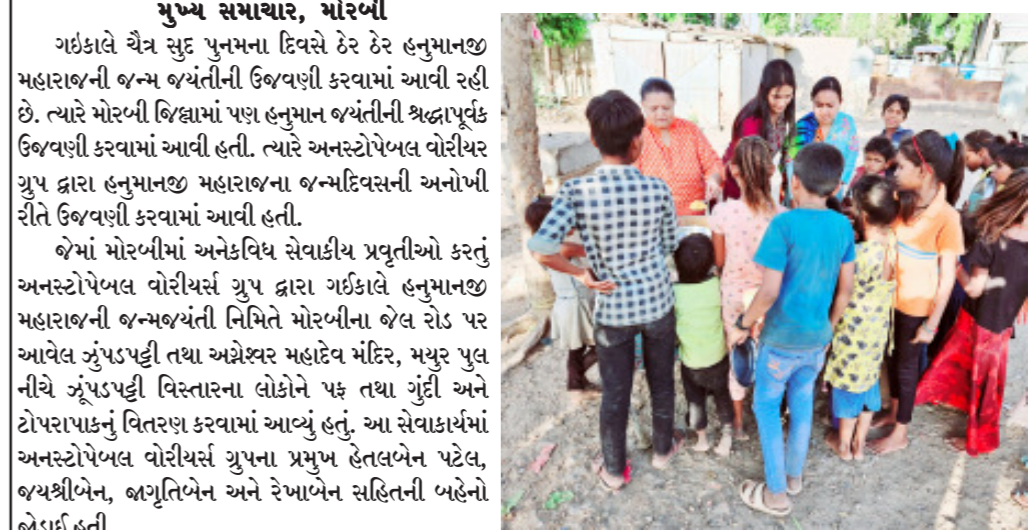 મુખ્ય સમાચાર, મોરબી
ગઇકાલે ચૈત્ર સુદ પુનમના દિવસે ઠેર ઠેર હનુમાનજી
મહારાજની જન્મ જયંતીની ઉજવણી કરવામાં આવી રહી
છે. ત્યારે મોરબી જિલ્લામાં પણ હનુમાન જયંતીની શ્રદ્ધાપૂર્વક
ઉજવણી કરવામાં આવી હતી. ત્યારે અનસ્ટોપેબલ વોરીયર
ગ્રુપ દ્વારા હનુમાનજી મહારાજના જન્મદિવસની અનોખી
રીતે ઉજવણી કરવામાં આવી હતી.
જેમાં મોરબીમાં અનેકવિધ સેવાકીય પ્રવૃતીઓ કરતું
અનસ્ટોપેબલ વોરીયર્સ ગ્રુપ દ્વારા ગઈકાલે હનુમાનજી
મહારાજની જન્મજયંતી નિમિતે મોરબીના જેલ રોડ પર
આવેલ ઝુંપડપટ્ટી તથા અગ્નેશ્વર મહાદેવ મંદિર, મયુર પુલ
નીચે ઝૂંપડપટ્ટી વિસ્તારના લોકોને પફ તથા ગુંદી અને
ટોપરાપાકનું વિતરણ કરવામાં આવ્યું હતું. આ સેવાકાર્યમાં
અનસ્ટોપેબલ વોરીયર્સ ગ્રુપના પ્રમુખ હેતલબેન પટેલ,
જયશ્રીબેન, જાગૃતિબેન અને રેખાબેન સહિતની બહેનો
જોડાઈ હતી